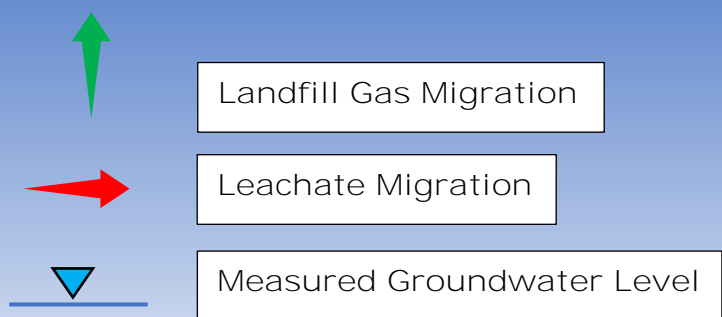 Landfill Gas Migration
Leachate Migration
Measured Groundwater Level